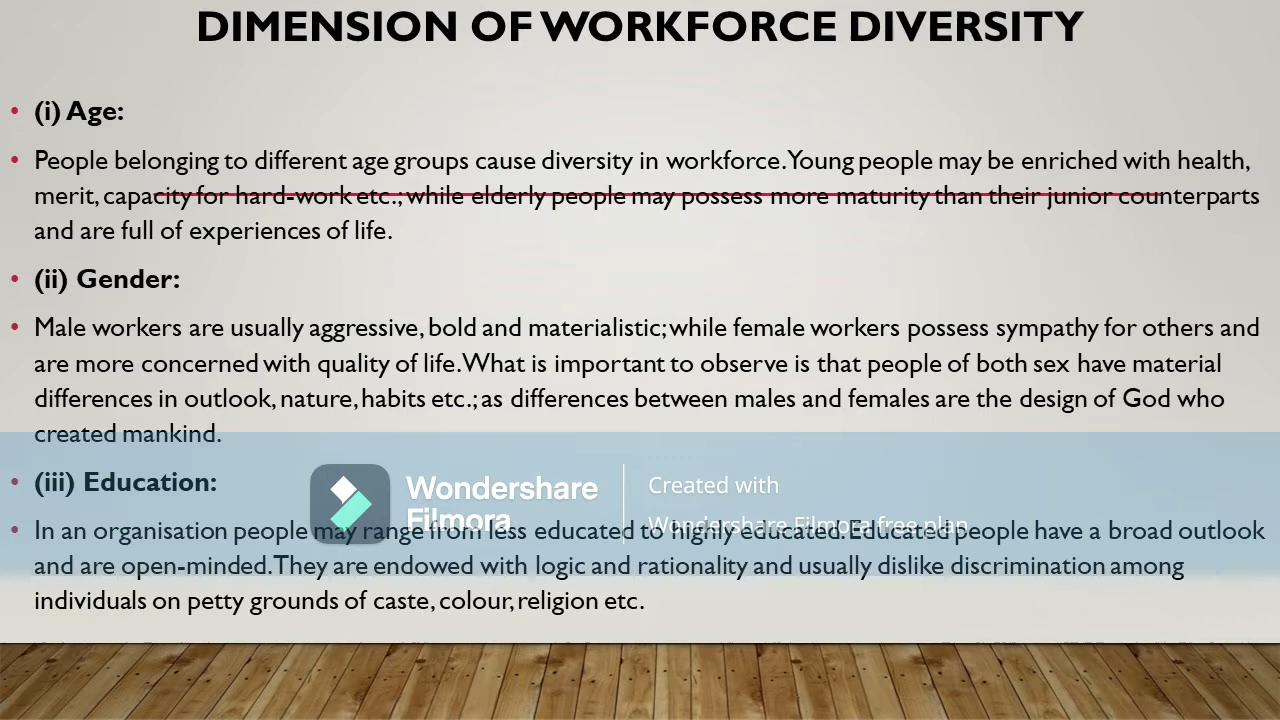 DIMENSION OF WORKFORCE DIVERSITY
• (i) Age:
• People belonging to different age groups cause diversity in workforce. Young people may be enriched with health,
merit, capacity for hard-work etc.; while elderly people may possess more maturity than their junior counterparts
and are full of experiences of life.
• (ii) Gender:
• Male workers are usually aggressive, bold and materialistic; while female workers possess sympathy for others and
are more concerned with quality of life. What is important to observe is that people of both sex have material
differences in outlook, nature, habits etc.; as differences between males and females are the design of God who
created mankind.
• (iii) Education:
Wondershare
Filmora
Created with
Wondershare Filmora free plan
• In an organisation people may range from less educated to highly educated. Educated people have a broad outlook
and are open-minded. They are endowed with logic and rationality and usually dislike discrimination among
individuals on petty grounds of caste, colour, religion etc.